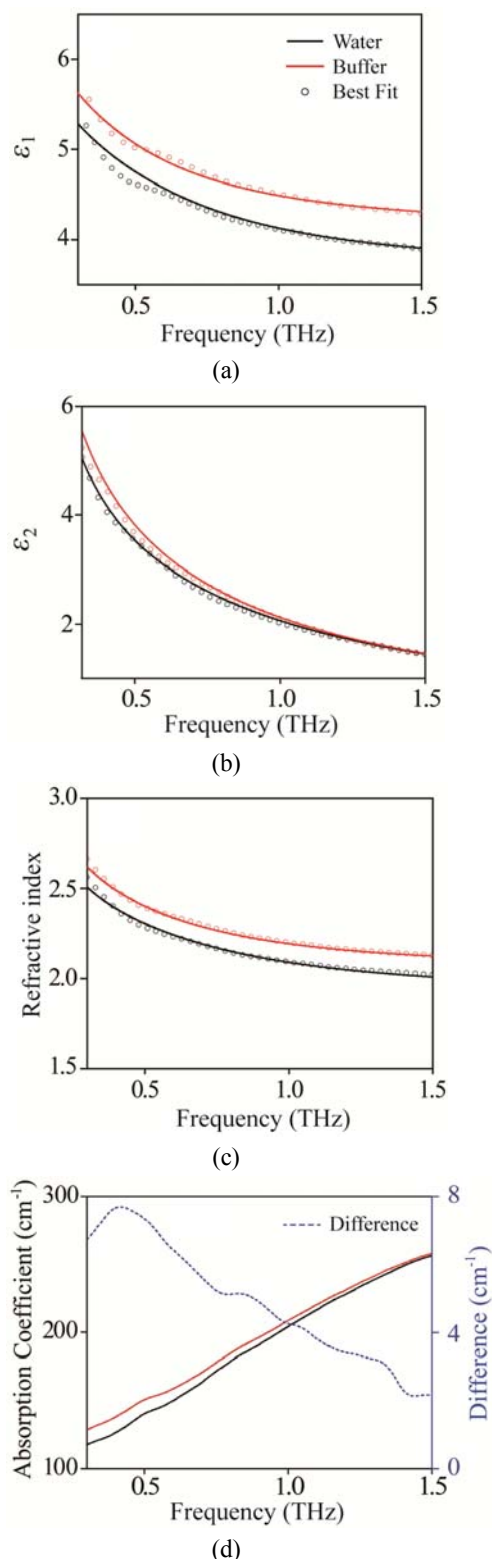 6
5
4
ε1
Water
Buffer
Best Fit
0.5 1.0 1.5
Frequency (THz)
(a)
6
4
2
ε2
0.5 1.0 1.5
Frequency (THz)
(b)
3.0
2.5
2.0
1.5
Refractive index
0.5 1.0 1.5
Frequency (THz)
(c)
300
200
100
Absorption Coefficient (cm⁻¹)
Difference
8
4
0
Difference (cm⁻¹)
0.5 1.0 1.5
Frequency (THz)
(d)